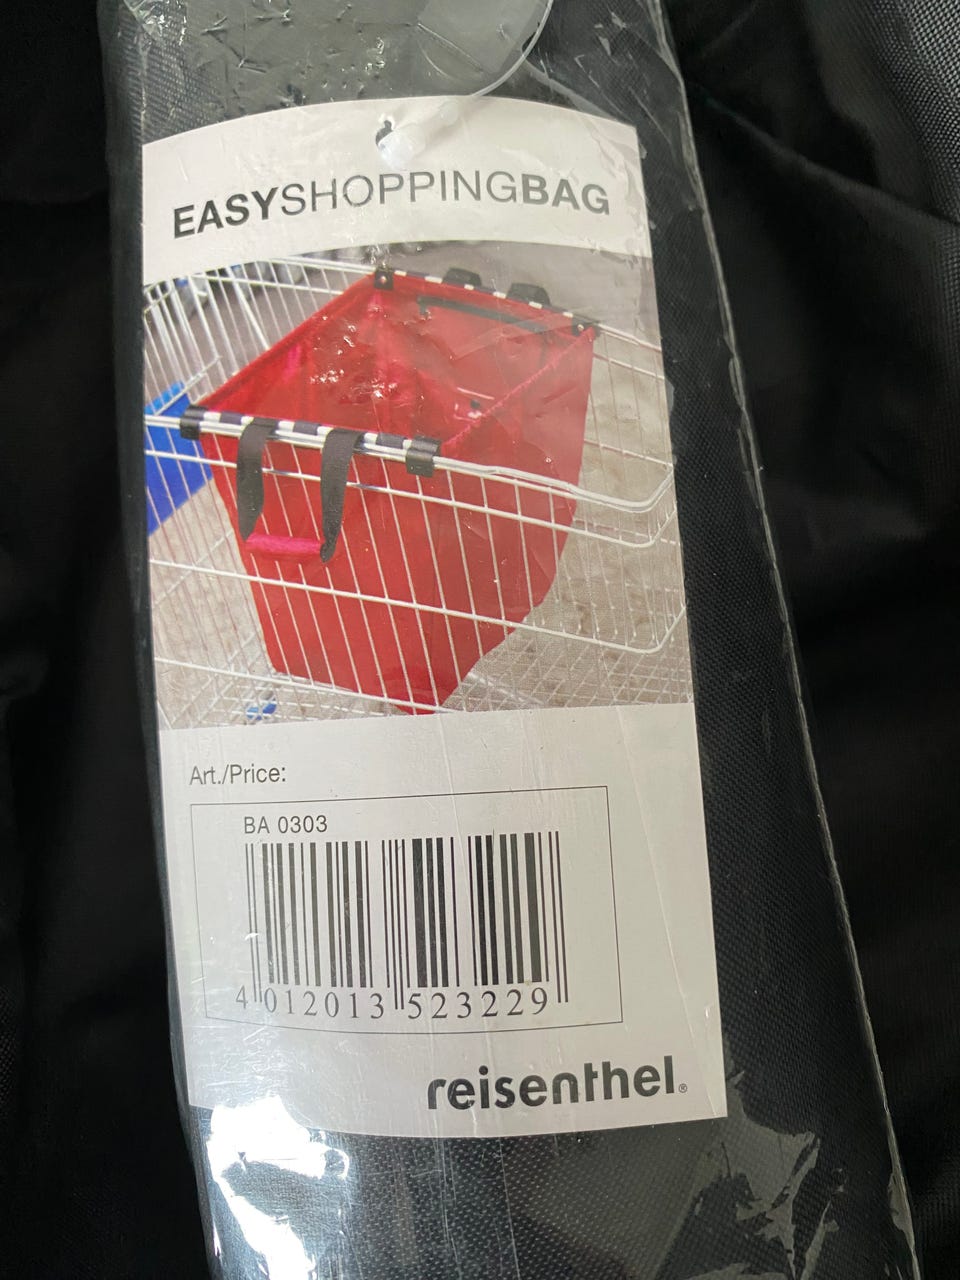 EASYSHOPPINGBAG
Art./Price:
BA 0303
4 012013 523229
reisenthel®